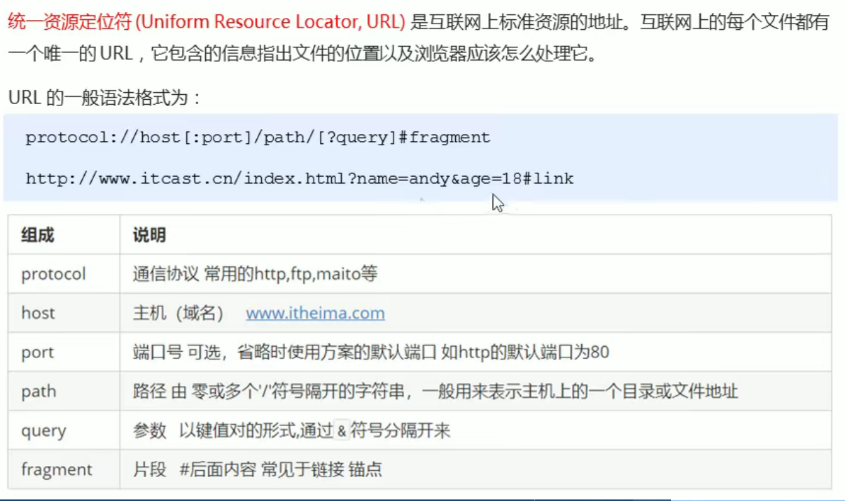 统一资源定位符 (Uniform Resource Locator, URL) 是互联网上标准资源的地址。互联网上的每个文件都有
一个唯一的 URL，它包含的信息指出文件的位置以及浏览器应该怎么处理它。
URL 的一般语法格式为：
protocol://host[:port]/path/[?query]#fragment
http://www.itcast.cn/index.html?name=andy&age=18#link
组成 说明
protocol 通信协议 常用的http,ftp,maito等
host 主机（域名） www.itheima.com
port 端口号 可选，省略时使用方案的默认端口 如http的默认端口为80
path 路径 由 零或多个'/'符号隔开的字符串，一般用来表示主机上的一个目录或文件地址
query 参数 以键值对的形式,通过 & 符号分隔开来
fragment 片段 #后面内容 常见于链接 锚点